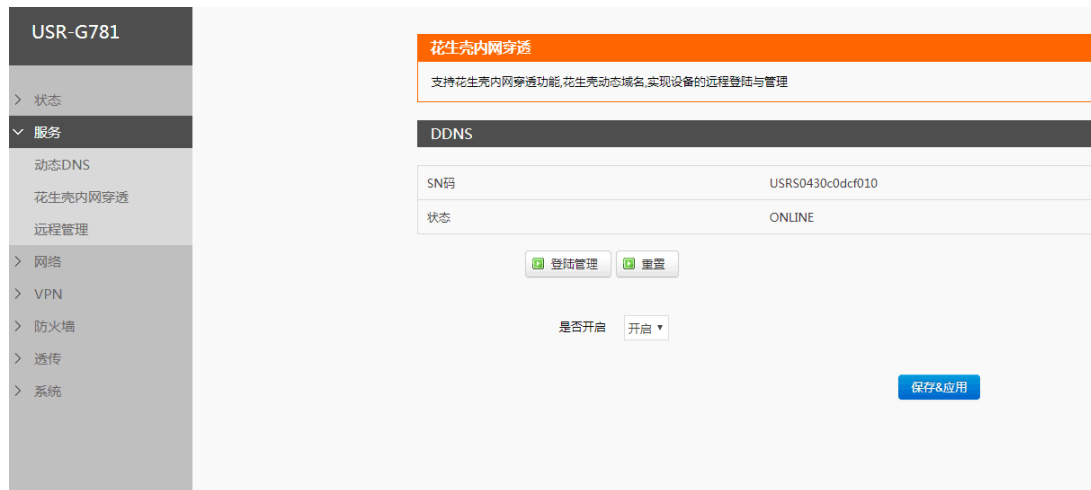 USR-G781
状态
服务
动态DNS
花生壳内网穿透
远程管理
网络
VPN
防火墙
透传
系统
花生壳内网穿透
支持花生壳内网穿透功能,花生壳动态域名,实现设备的远程登陆与管理
DDNS
SN码 USRS0430c0dcf010
状态 ONLINE
登陆管理 重置
是否开启 开启
保存&应用